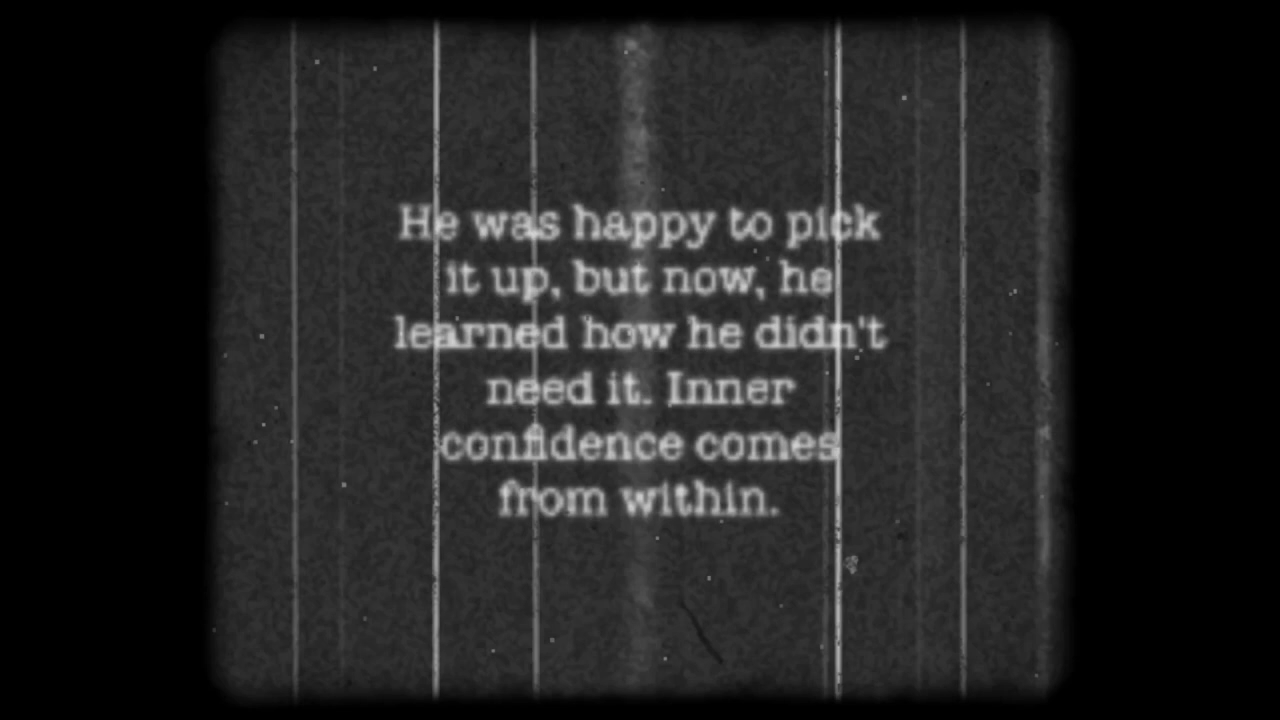 He was happy to pick
it up, but now, he
learned how he didn't
need it. Inner
confidence comes
from within.